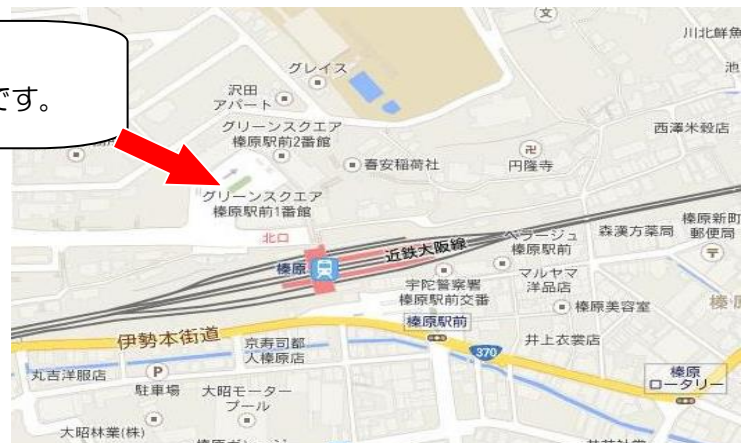 です。
文
川北鮮魚
池
グレイス
沢田
アパート
グリーンスクエア
榛原駅前2番館
西澤米穀店
卍
円隆寺
春安稲荷社
グリーンスクエア
榛原駅前1番館
北口
近鉄大阪線
榛原
ベラージュ
榛原駅前
森漢方薬局
榛原新町
郵便局
宇陀警察署
榛原駅前交番
マルヤマ
洋品店
榛原美容室
榛原
榛原駅前
伊勢本街道
京寿司都
人榛原店
370
井上衣裳店
丸吉洋服店
P
駐車場
大昭モーター
プール
榛原
ロータリー
大昭林業(株)